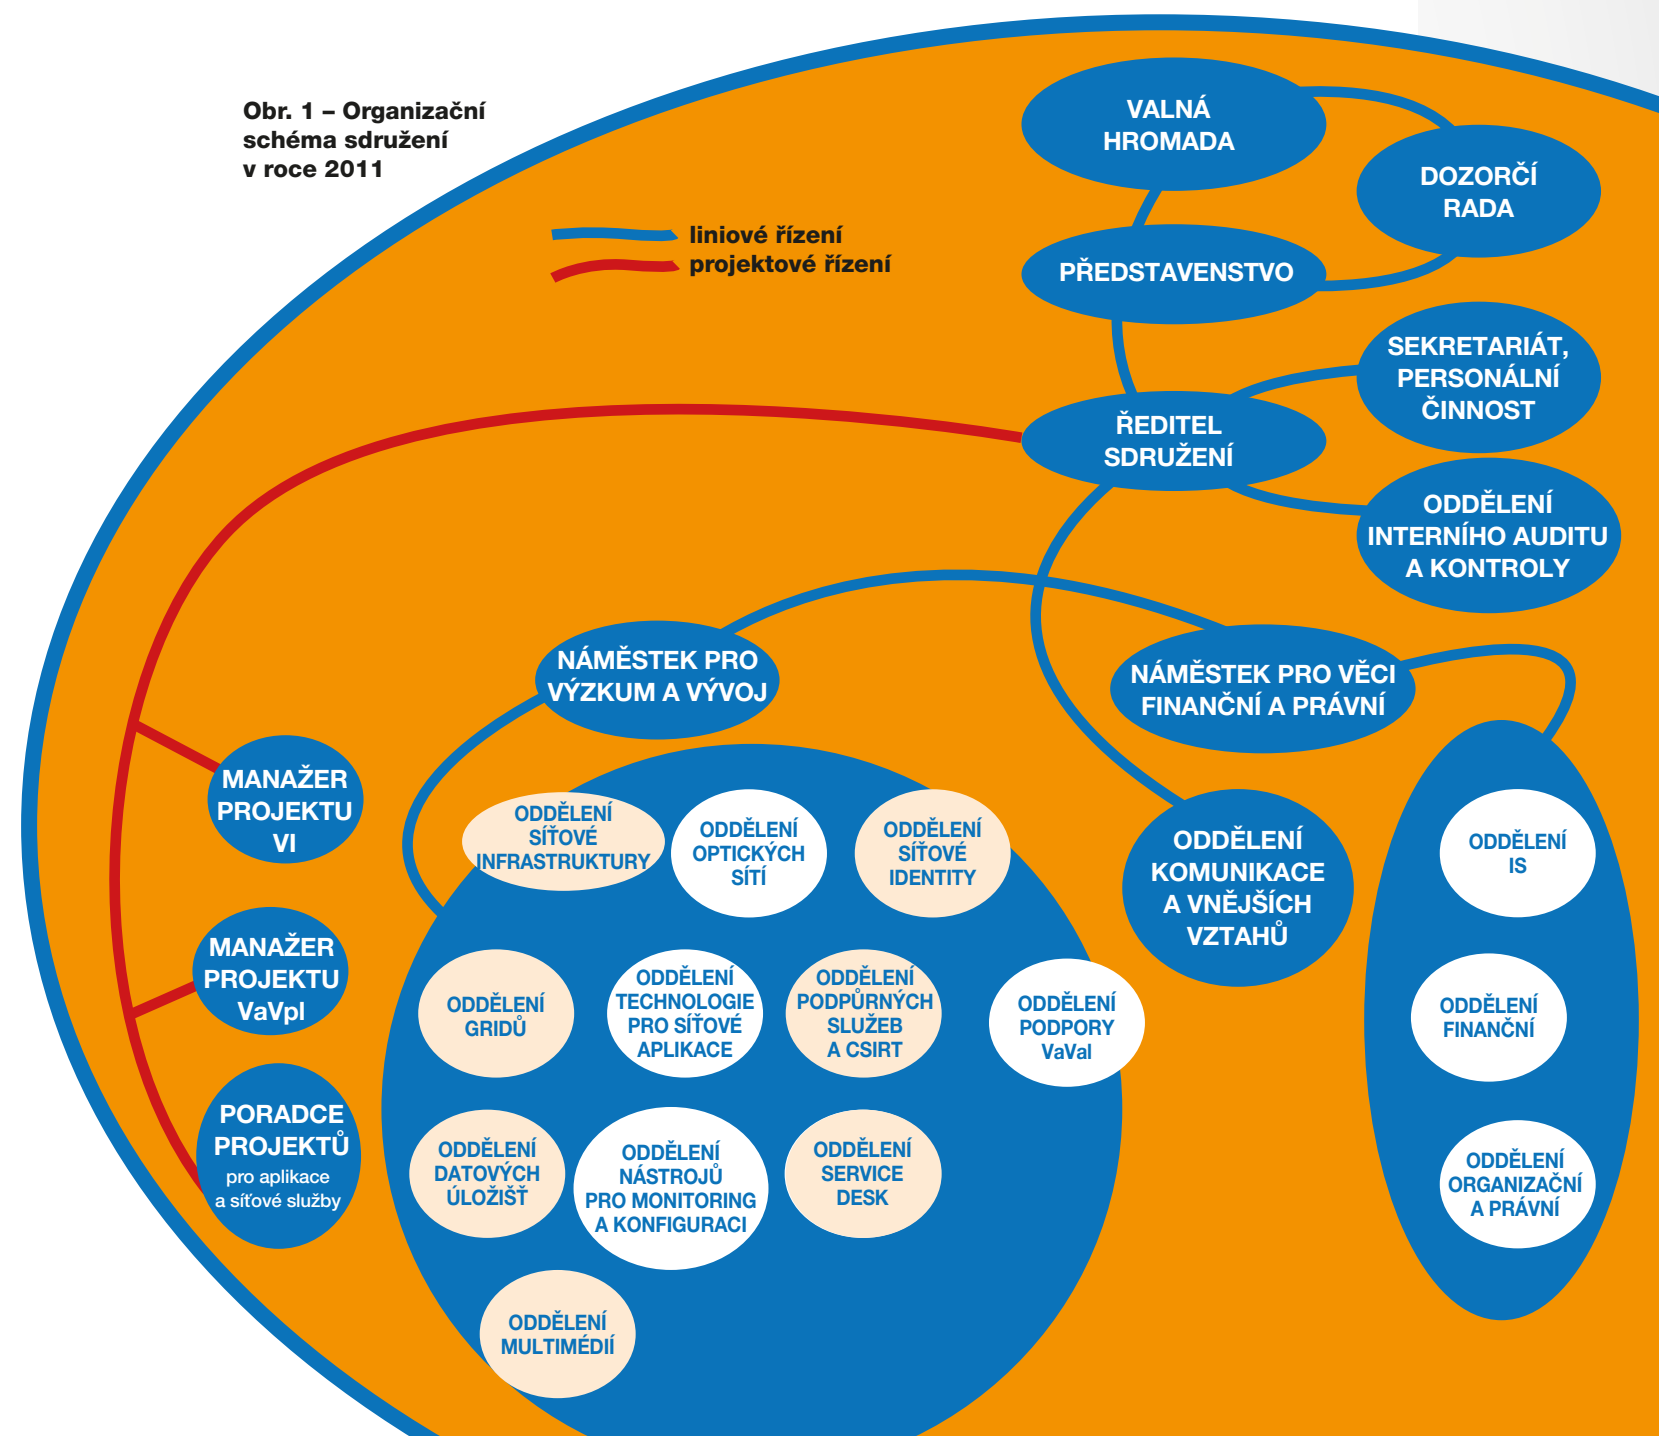 Obr. 1 – Organizační
schéma sdružení
v roce 2011
liniové řízení
projektové řízení
VALNÁ
HROMADA
DOZORČÍ
RADA
PŘEDSTAVENSTVO
SEKRETARIÁT,
PERSONÁLNÍ
ČINNOST
ŘEDITEL
SDRUŽENÍ
ODDĚLENÍ
INTERNÍHO AUDITU
A KONTROLY
NÁMĚSTEK PRO
VÝZKUM A VÝVOJ
NÁMĚSTEK PRO VĚCI
FINANČNÍ A PRÁVNÍ
MANAŽER
PROJEKTU
VI
MANAŽER
PROJEKTU
VaVpI
PORADCE
PROJEKTŮ
pro aplikace
a síťové služby
ODDĚLENÍ
SÍŤOVÉ
INFRASTRUKTURY
ODDĚLENÍ
OPTICKÝCH
SÍTÍ
ODDĚLENÍ
SÍŤOVÉ
IDENTITY
ODDĚLENÍ
GRIDŮ
ODDĚLENÍ
TECHNOLOGIE
PRO SÍŤOVÉ
APLIKACE
ODDĚLENÍ
PODPŮRNÝCH
SLUŽEB
A CSIRT
ODDĚLENÍ
PODPORY
VaVaI
ODDĚLENÍ
DATOVÝCH
ÚLOŽIŠŤ
ODDĚLENÍ
NÁSTROJŮ
PRO MONITORING
A KONFIGURACI
ODDĚLENÍ
SERVICE
DESK
ODDĚLENÍ
MULTIMÉDIÍ
ODDĚLENÍ
KOMUNIKACE
A VNĚJŠÍCH
VZTAHŮ
ODDĚLENÍ
IS
ODDĚLENÍ
FINANČNÍ
ODDĚLENÍ
ORGANIZAČNÍ
A PRÁVNÍ